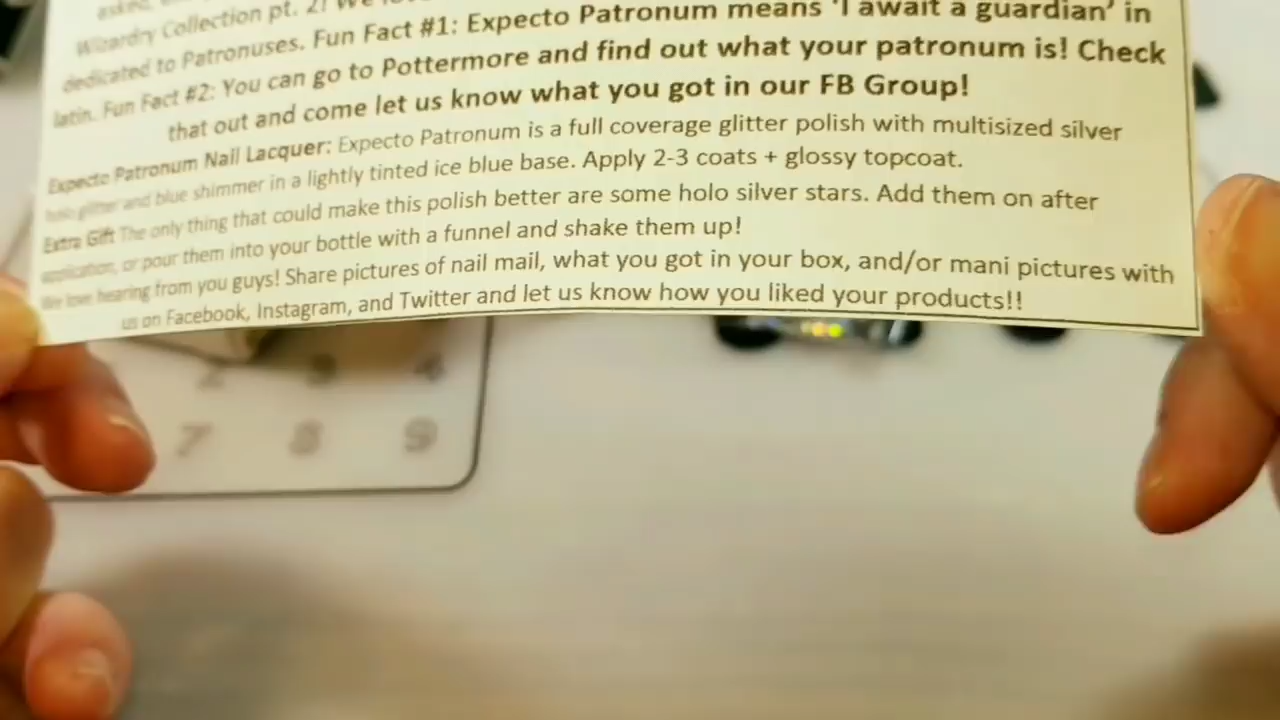 asked,
Wizardry Collection pt. 2! We
dedicated to Patronuses. Fun Fact #1: Expecto Patronum means 'I await a guardian' in
latin. Fun Fact #2: You can go to Pottermore and find out what your patronum is! Check
that out and come let us know what you got in our FB Group!
Expecto Patronum Nail Lacquer: Expecto Patronum is a full coverage glitter polish with multisized silver
holo glitter and blue shimmer in a lightly tinted ice blue base. Apply 2-3 coats + glossy topcoat.
Extra Gift The only thing that could make this polish better are some holo silver stars. Add them on after
application, or pour them into your bottle with a funnel and shake them up!
We love hearing from you guys! Share pictures of nail mail, what you got in your box, and/or mani pictures with
us on Facebook, Instagram, and Twitter and let us know how you liked your products!!
2 3 4
7 8 9